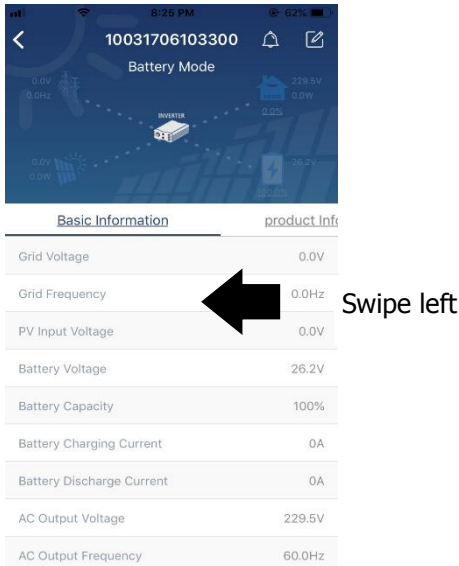 8:25 PM
62%
10031706103300
Battery Mode
0.0V
0.0Hz
229.5V
0.0W
0.0%
INVERTER
0.0V
0.0W
26.2V
Basic Information
product Info
Grid Voltage 0.0V
Grid Frequency 0.0Hz
Swipe left
PV Input Voltage 0.0V
Battery Voltage 26.2V
Battery Capacity 100%
Battery Charging Current 0A
Battery Discharge Current 0A
AC Output Voltage 229.5V
AC Output Frequency 60.0Hz